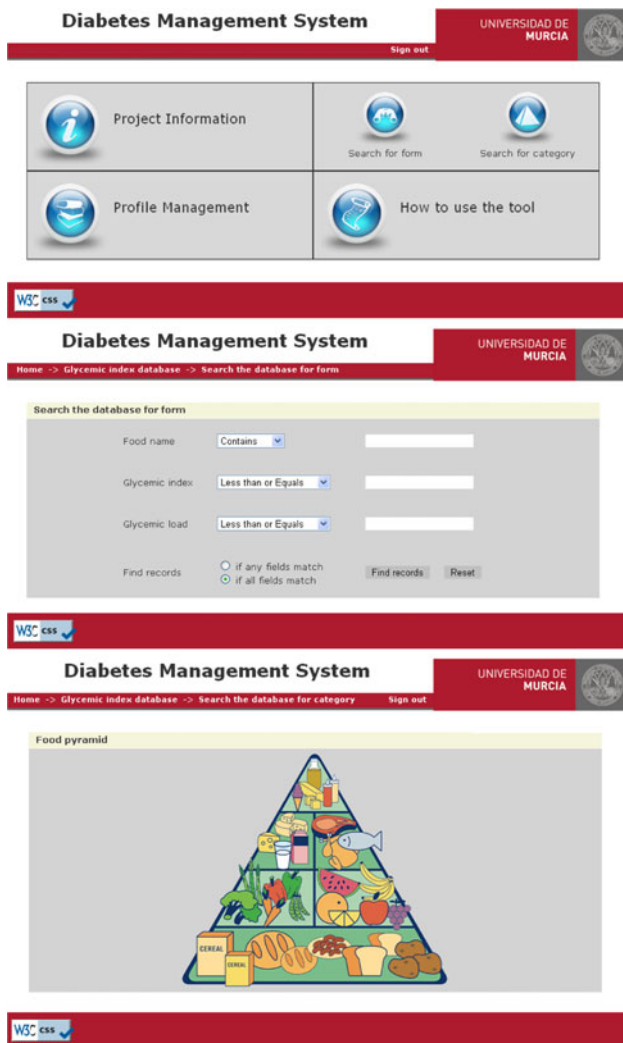 Diabetes Management System
UNIVERSIDAD DE
MURCIA
Sign out
Project Information
Search for form
Search for category
Profile Management
How to use the tool
W3C css
Diabetes Management System
UNIVERSIDAD DE
MURCIA
Home -> Glycemic index database -> Search the database for form
Search the database for form
Food name Contains
Glycemic index Less than or Equals
Glycemic load Less than or Equals
Find records if any fields match
if all fields match
Find records Reset
W3C css
Diabetes Management System
UNIVERSIDAD DE
MURCIA
Home -> Glycemic index database -> Search the database for category Sign out
Food pyramid
CEREAL
CEREAL
W3C css